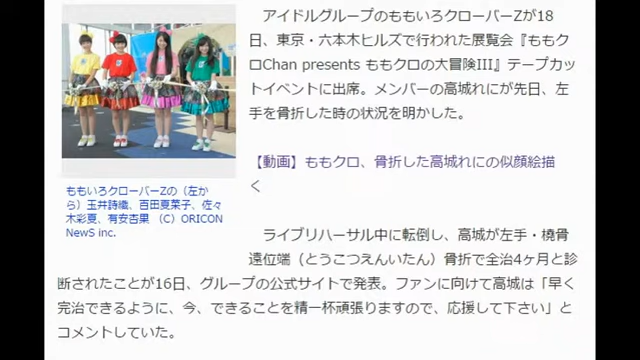 アイドルグループのももいろクローバーZが18
日、東京・六本木ヒルズで行われた展覧会『ももク
ロChan presents ももクロの大冒険III』テープカッ
トイベントに出席。メンバーの高城れにが先日、左
手を骨折した時の状況を明かした。
【動画】ももクロ、骨折した高城れにの似顔絵描
く
ももいろクローバーZの（左か
ら）玉井詩織、百田夏菜子、佐々
木彩夏、有安杏果 （C）ORICON
NewS inc.
ライブリハーサル中に転倒し、高城が左手・橈骨
遠位端（とうこつえんいたん）骨折で全治4ヶ月と診
断されたことが16日、グループの公式サイトで発表。ファンに向けて高城は「早く
完治できるように、今、できることを精一杯頑張りますので、応援して下さい」と
コメントしていた。